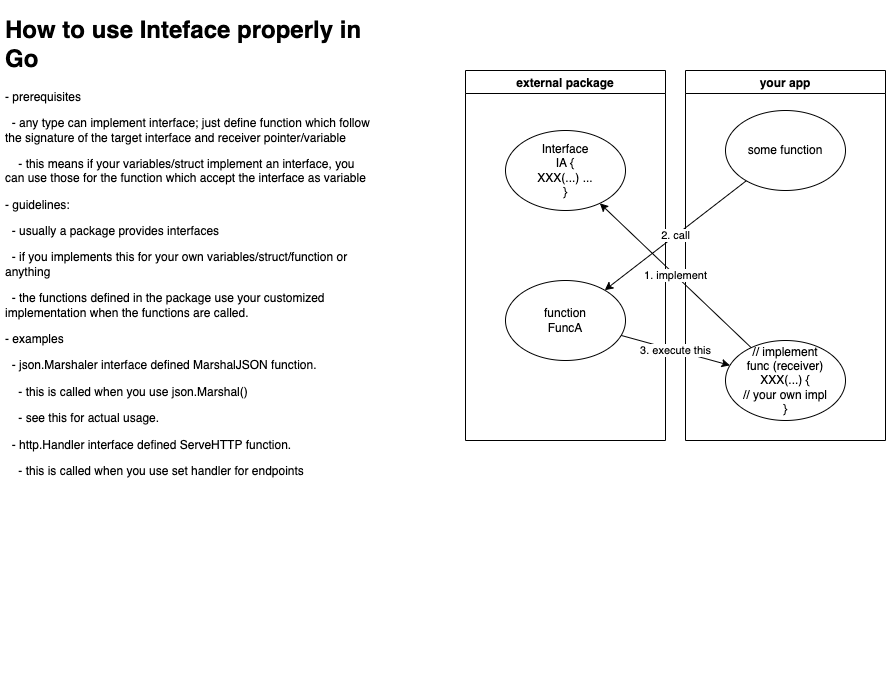 How to use Inteface properly in
Go
- prerequisites
- any type can implement interface; just define function which follow
the signature of the target interface and receiver pointer/variable
- this means if your variables/struct implement an interface, you
can use those for the function which accept the interface as variable
- guidelines:
- usually a package provides interfaces
- if you implements this for your own variables/struct/function or
anything
- the functions defined in the package use your customized
implementation when the functions are called.
- examples
- json.Marshaler interface defined MarshalJSON function.
- this is called when you use json.Marshal()
- see this for actual usage.
- http.Handler interface defined ServeHTTP function.
- this is called when you use set handler for endpoints
external package
Interface
IA {
XXX(...) ...
}
function
FuncA
your app
some function
2. call
1. implement
3. execute this
// implement
func (receiver)
XXX(...) {
// your own impl
}